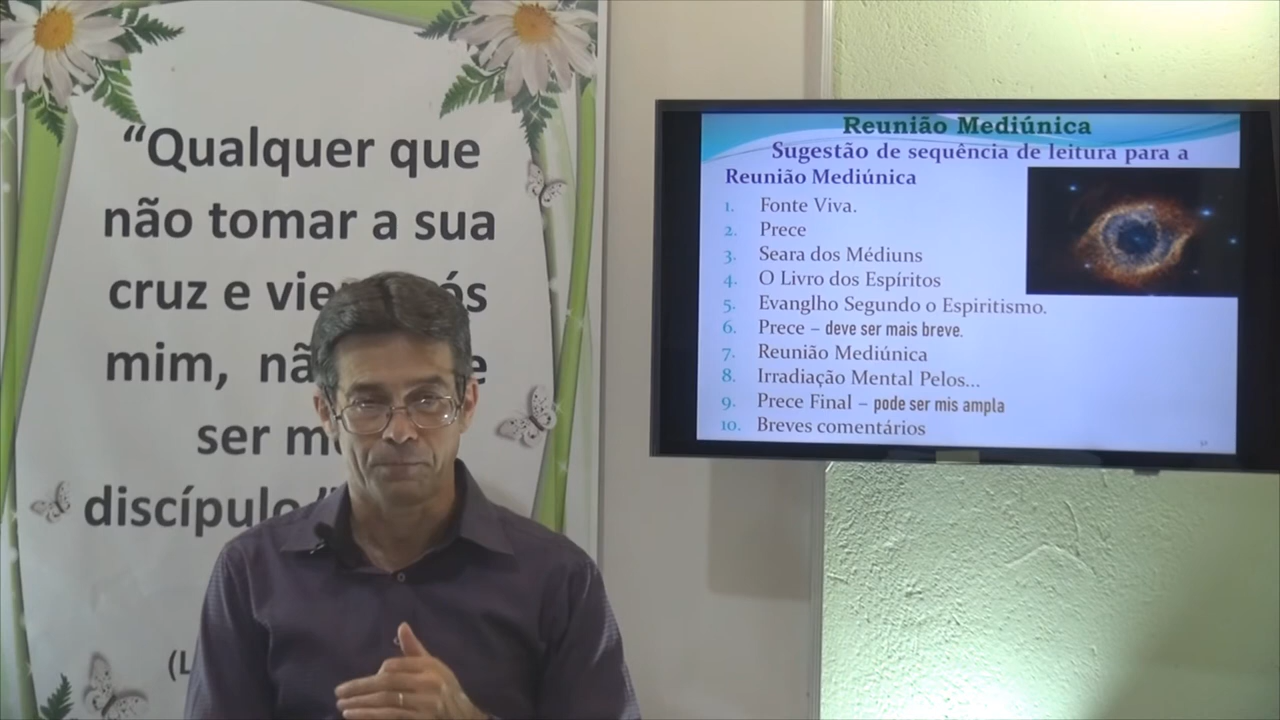 “Qualquer que
não tomar a sua
cruz e
mim,
ser
discípulo
(L
Reunião Mediúnica
Sugestão de sequência de leitura para a
Reunião Mediúnica
1. Fonte Viva.
2. Prece
3. Seara dos Médiuns
4. O Livro dos Espíritos
5. Evanglho Segundo o Espiritismo.
6. Prece – deve ser mais breve.
7. Reunião Mediúnica
8. Irradiação Mental Pelos...
9. Prece Final – pode ser mis ampla
10. Breves comentários